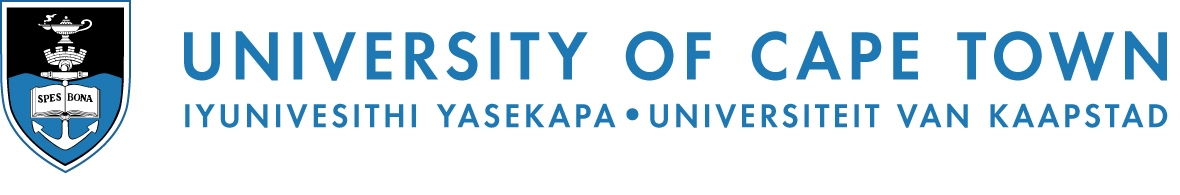 SPES BONA
UNIVERSITY OF CAPE TOWN
IYUNIVESITHI YASEKAPA • UNIVERSITEIT VAN KAAPSTAD